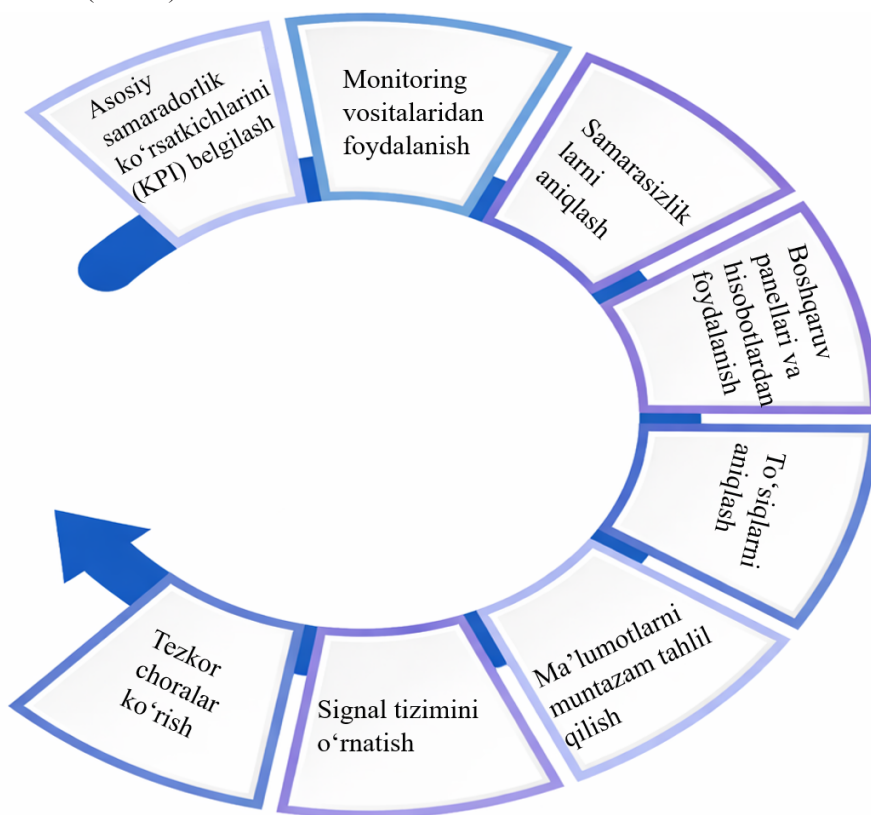 Asosiy
samaradorlik
ko‘rsatkichlarini
(KPI) belgilash
Monitoring
vositalaridan
foydalanish
Samarasizlik
larni
aniqlash
Boshqaruv
panellari va
hisobotlardan
foydalanish
To‘siqlarni
aniqlash
Ma’lumotlarni
muntazam tahlil
qilish
Signal tizimini
o‘rnatish
Tezkor
choralar
ko‘rish